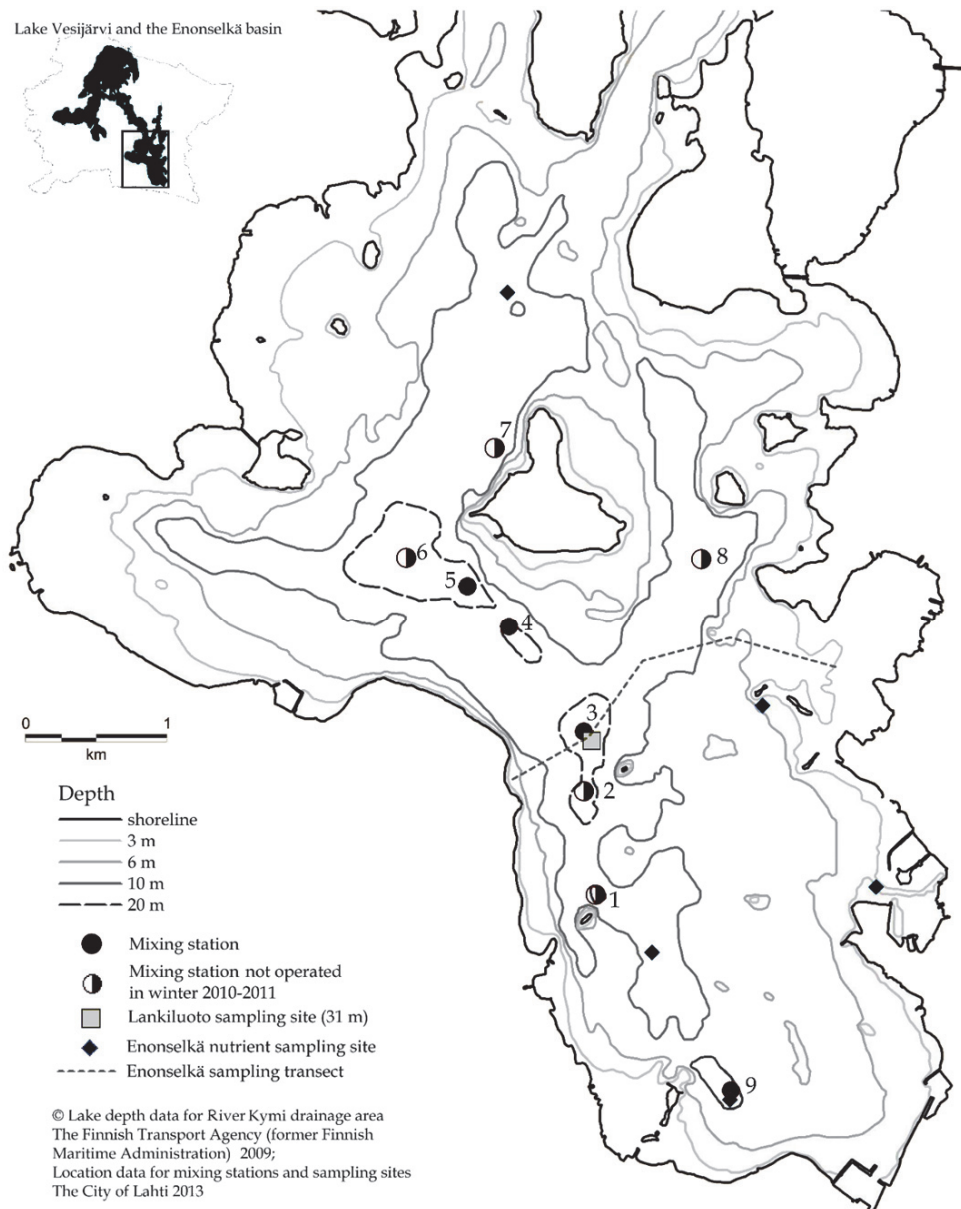 Lake Vesijärvi and the Enonselkä basin
7
6
8
5
4
3
2
1
9
0 1
km
Depth
shoreline
3 m
6 m
10 m
20 m
Mixing station
Mixing station not operated
in winter 2010-2011
Lankiluoto sampling site (31 m)
Enonselkä nutrient sampling site
Enonselkä sampling transect
© Lake depth data for River Kymi drainage area
The Finnish Transport Agency (former Finnish
Maritime Administration) 2009;
Location data for mixing stations and sampling sites
The City of Lahti 2013